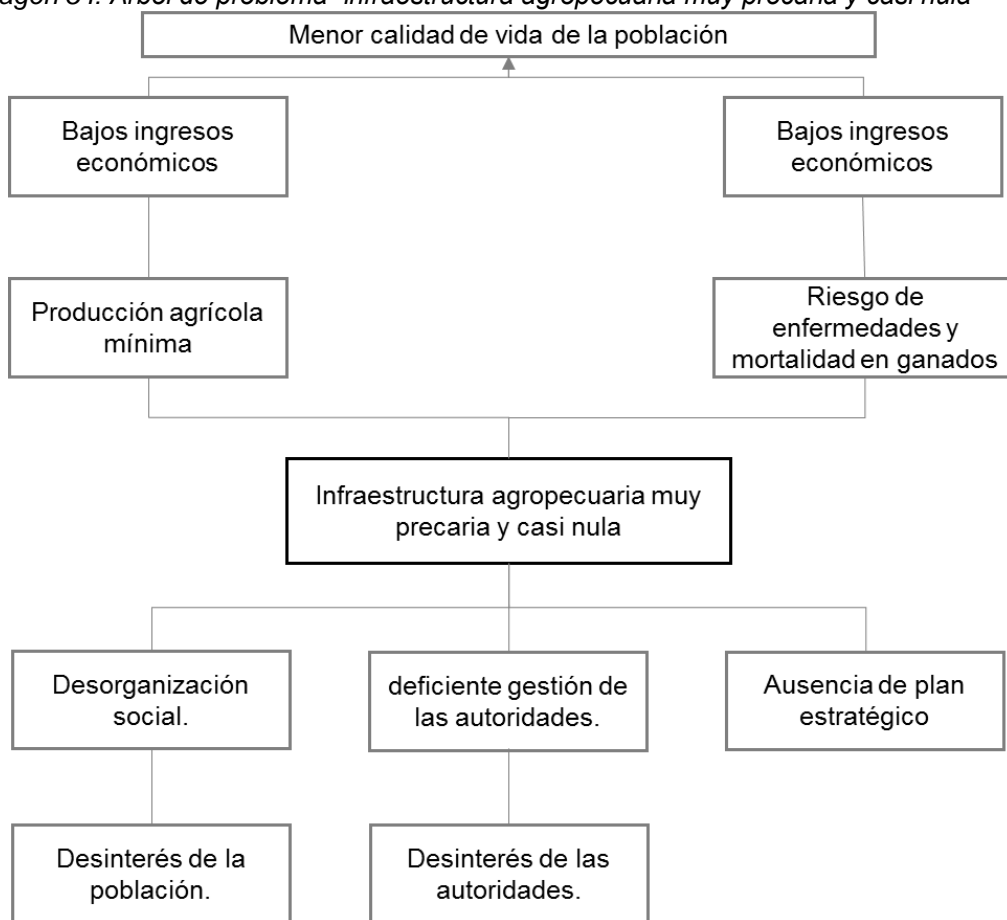 Árbol de problema "infraestructura agropecuaria muy precaria y casi nula"
Menor calidad de vida de la población
Bajos ingresos
económicos
Bajos ingresos
económicos
Producción agrícola
mínima
Riesgo de
enfermedades y
mortalidad en ganados
Infraestructura agropecuaria muy
precaria y casi nula
Desorganización
social.
deficiente gestión de
las autoridades.
Ausencia de plan
estratégico
Desinterés de la
población.
Desinterés de las
autoridades.